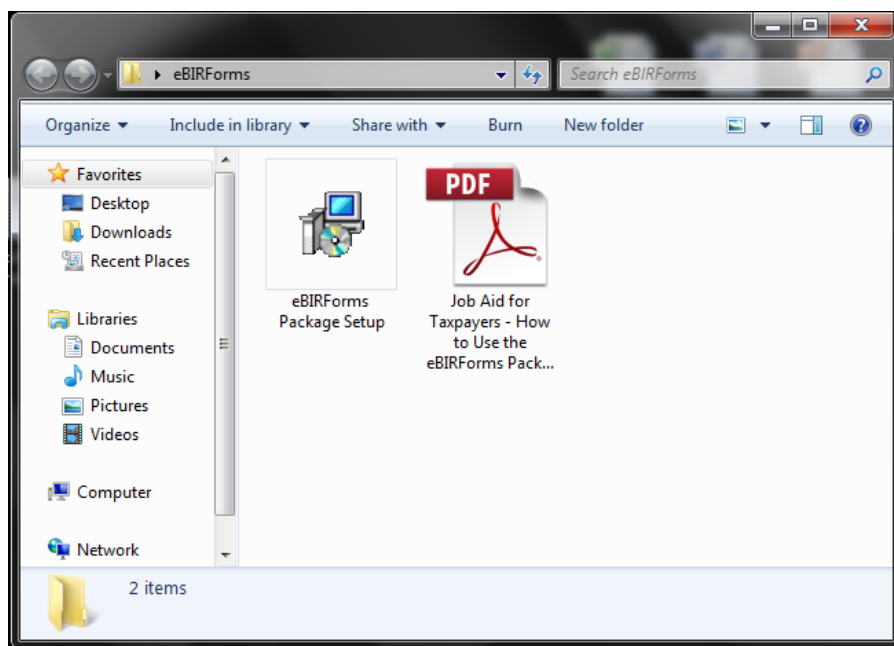 eBIRForms
Search eBIRForms
Organize
Include in library
Share with
Burn
New folder
Favorites
Desktop
Downloads
Recent Places
Libraries
Documents
Music
Pictures
Videos
Computer
Network
eBIRForms
Package Setup
PDF
Job Aid for
Taxpayers - How
to Use the
eBIRForms Pack...
2 items